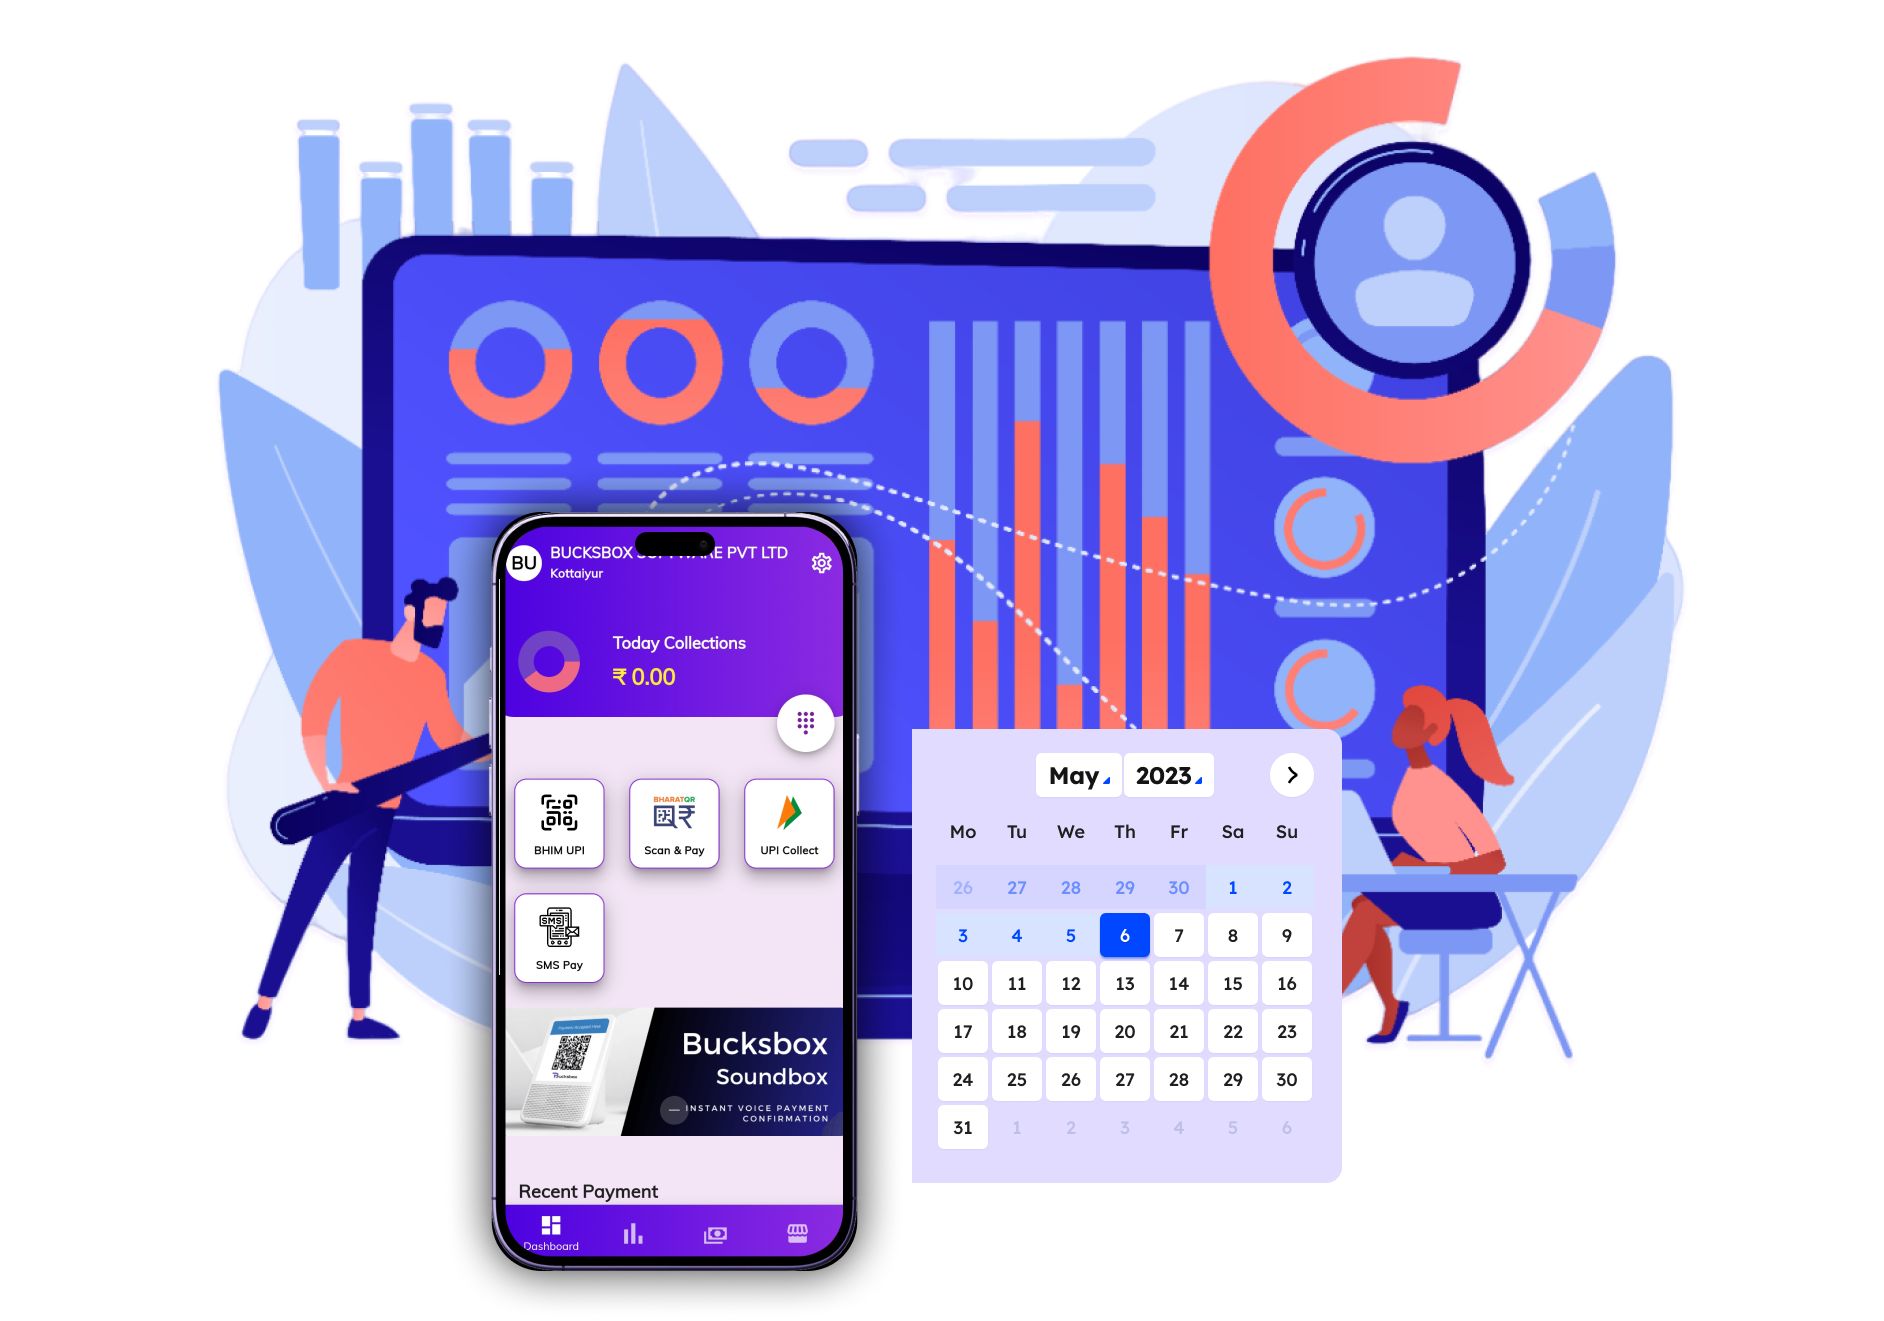 BU
BUCKSBOX SOFTWARE PVT LTD
Kottaiyur
Today Collections
₹ 0.00
BHIM UPI
BHARATQR
Scan & Pay
UPI Collect
SMS
SMS Pay
Bucksbox
Bucksbox
Soundbox
INSTANT VOICE PAYMENT
CONFIRMATION
Recent Payment
Dashboard
May 2023
Mo Tu We Th Fr Sa Su
26 27 28 29 30 1 2
3 4 5 6 7 8 9
10 11 12 13 14 15 16
17 18 19 20 21 22 23
24 25 26 27 28 29 30
31 1 2 3 4 5 6